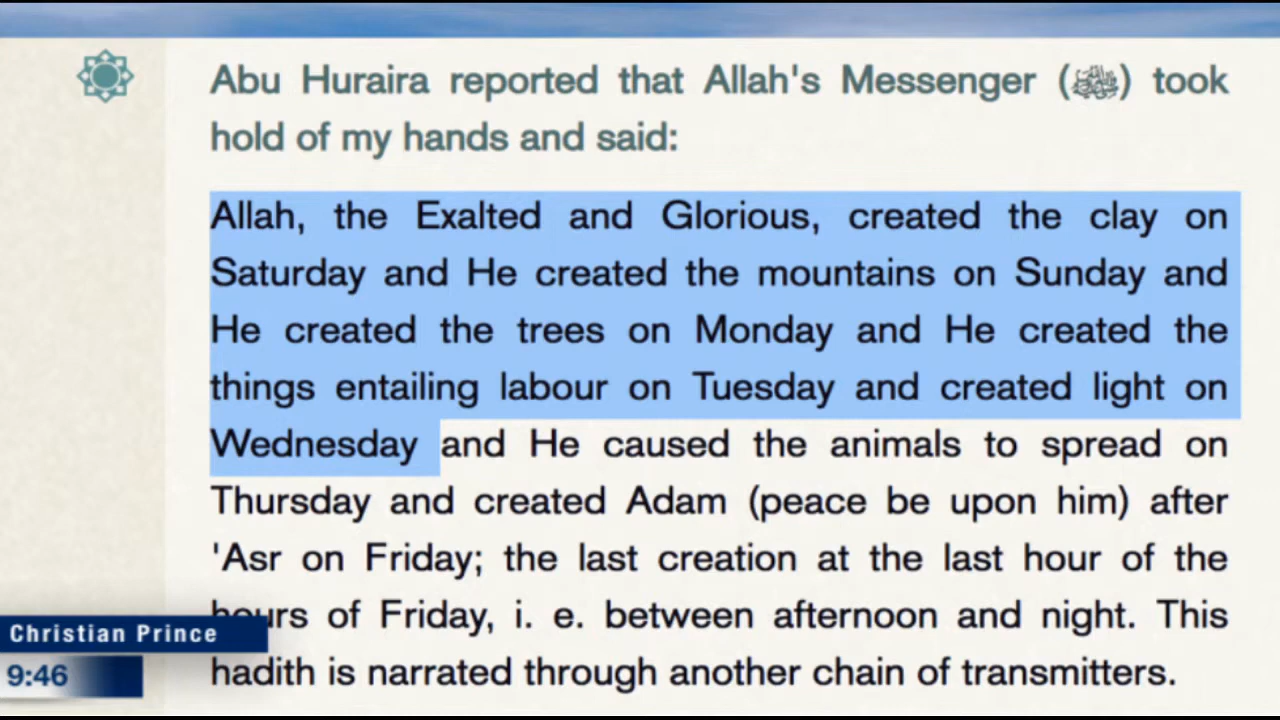 Abu Huraira reported that Allah's Messenger (ﷺ) took
hold of my hands and said:
Allah, the Exalted and Glorious, created the clay on
Saturday and He created the mountains on Sunday and
He created the trees on Monday and He created the
things entailing labour on Tuesday and created light on
Wednesday and He caused the animals to spread on
Thursday and created Adam (peace be upon him) after
'Asr on Friday; the last creation at the last hour of the
hours of Friday, i. e. between afternoon and night. This
hadith is narrated through another chain of transmitters.
Christian Prince
9:46